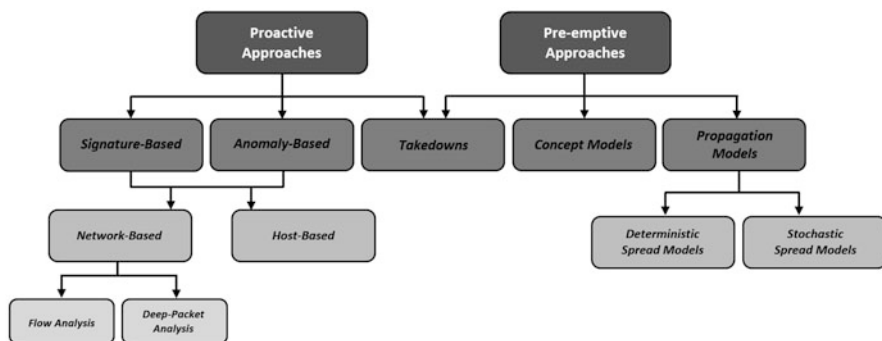 Proactive
Approaches
Pre-emptive
Approaches
Signature-Based
Anomaly-Based
Takedowns
Concept Models
Propagation
Models
Network-Based
Host-Based
Deterministic
Spread Models
Stochastic
Spread Models
Flow Analysis
Deep-Packet
Analysis